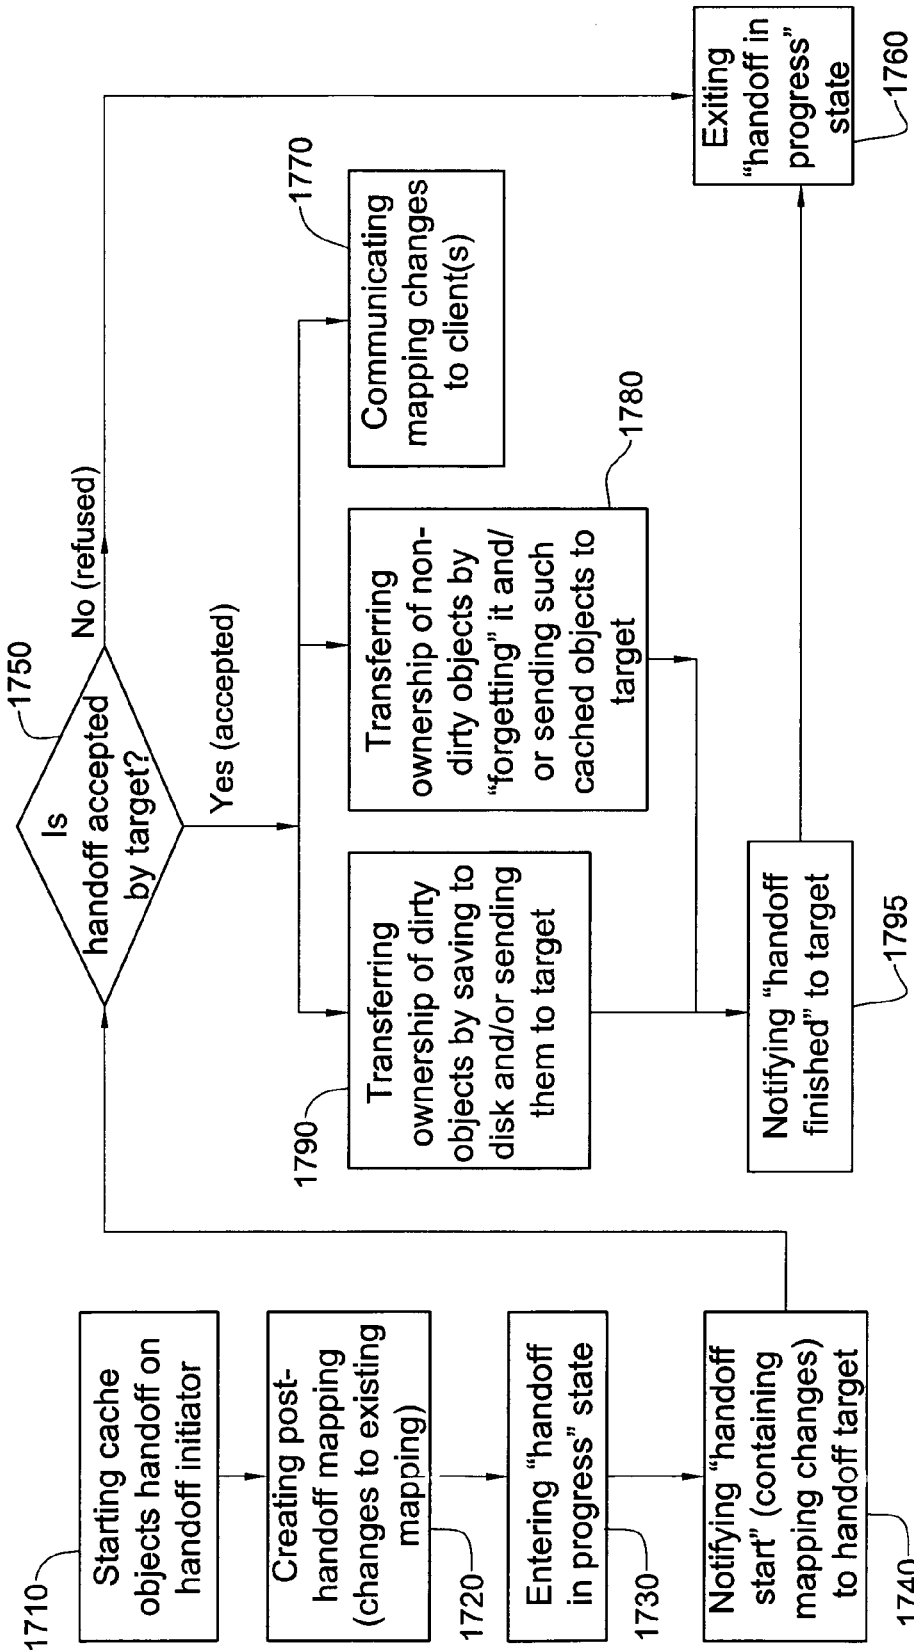 1710
Starting cache
objects handoff on
handoff initiator
Creating post-
handoff mapping
(changes to existing
mapping)
1720
Entering “handoff
in progress” state
1730
Notifying “handoff
start” (containing
mapping changes)
to handoff target
1740
1750
Is
handoff accepted
by target?
No (refused)
Yes (accepted)
1790
Transferring
ownership of dirty
objects by saving to
disk and/or sending
them to target
Transferring
ownership of non-
dirty objects by
“forgetting” it and/
or sending such
cached objects to
target
1780
1770
Communicating
mapping changes
to client(s)
Notifying “handoff
finished” to target
1795
Exiting
“handoff in
progress”
state
1760